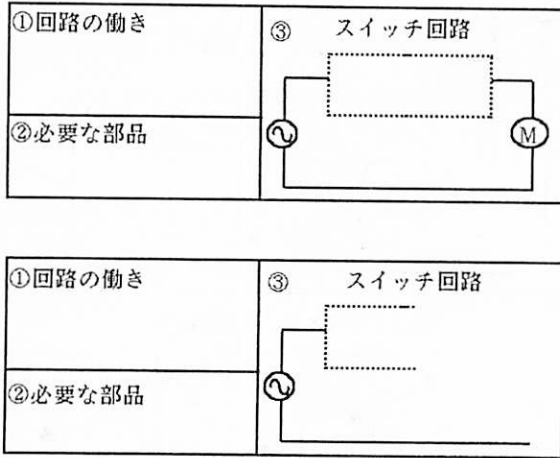 ①回路の働き
③ スイッチ回路
②必要な部品
M
①回路の働き
③ スイッチ回路
②必要な部品